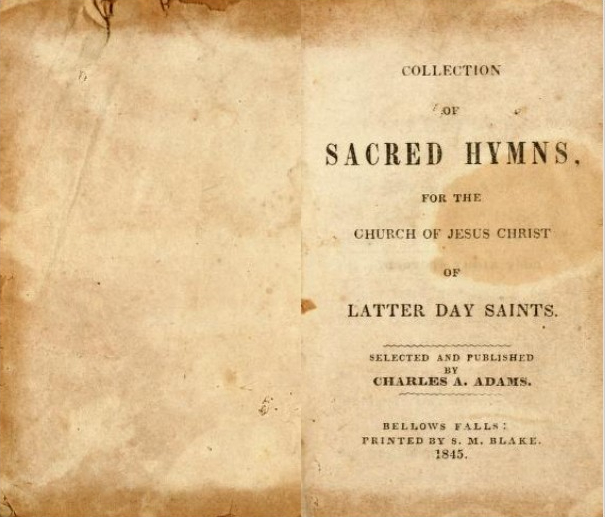 COLLECTION
OF
SACRED HYMNS,
FOR THE
CHURCH OF JESUS CHRIST
OF
LATTER DAY SAINTS.
SELECTED AND PUBLISHED
BY
CHARLES A. ADAMS.
BELLOWS FALLS:
PRINTED BY S. M. BLAKE.
1845.